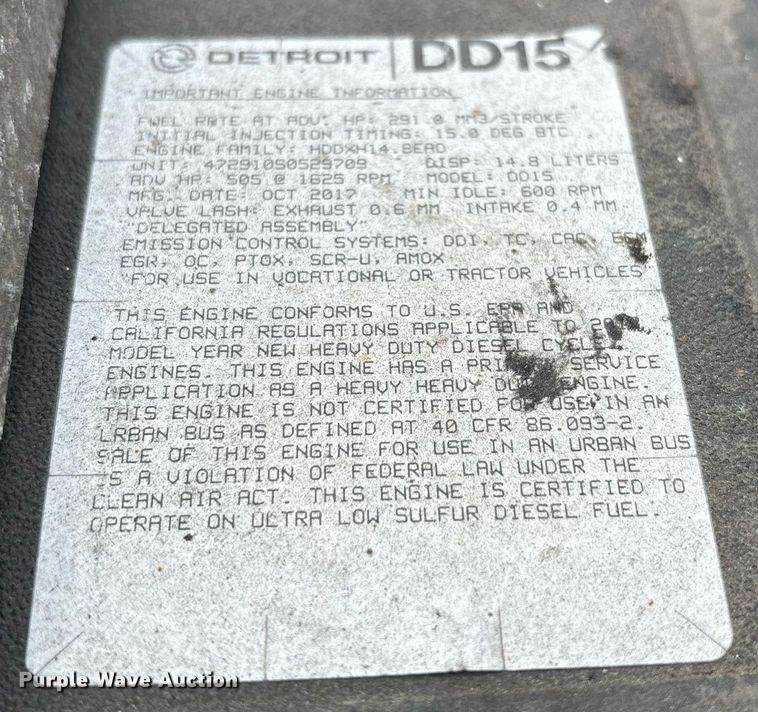 DETROIT DD15
IMPORTANT ENGINE INFORMATION
FUEL RATE AT ADV. HP: 291.0 MM3/STROKE
INITIAL INJECTION TIMING: 15.0 DEG BTC
ENGINE FAMILY: HDDXH14.8EAD
UNIT: 472910S0529709 DISP: 14.8 LITERS
ADV HP: 505 @ 1625 RPM MODEL: DD15
MFG. DATE: OCT 2017 MIN IDLE: 600 RPM
VALVE LASH: EXHAUST 0.6 MM INTAKE 0.4 MM
"DELEGATED ASSEMBLY"
EMISSION CONTROL SYSTEMS: DDI, TC, CAC,
EGR, OC, PTOX, SCR-U, AMOX
"FOR USE IN VOCATIONAL OR TRACTOR VEHICLES"
THIS ENGINE CONFORMS TO U.S. EPA AND
CALIFORNIA REGULATIONS APPLICABLE TO
MODEL YEAR NEW HEAVY DUTY DIESEL CYCLE
ENGINES. THIS ENGINE HAS A SERVICE
APPLICATION AS A HEAVY HEAVY DUTY ENGINE.
THIS ENGINE IS NOT CERTIFIED FOR USE IN AN
URBAN BUS AS DEFINED AT 40 CFR 86.093-2.
SALE OF THIS ENGINE FOR USE IN AN URBAN BUS
IS A VIOLATION OF FEDERAL LAW UNDER THE
CLEAN AIR ACT. THIS ENGINE IS CERTIFIED TO
OPERATE ON ULTRA LOW SULFUR DIESEL FUEL.
Purple Wave Auction